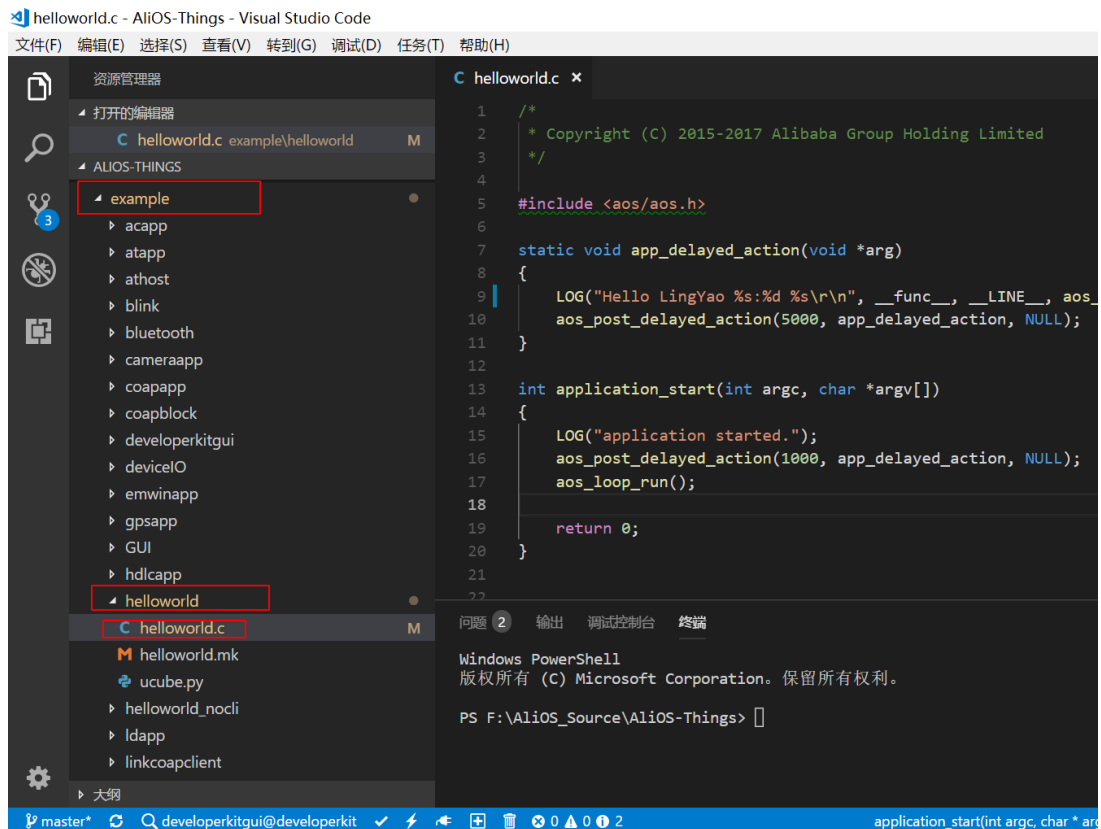 helloworld.c - AliOS-Things - Visual Studio Code
文件(F) 编辑(E) 选择(S) 查看(V) 转到(G) 调试(D) 任务(T) 帮助(H)
资源管理器
打开的编辑器
C helloworld.c example\helloworld M
ALIOS-THINGS
example
acapp
atapp
athost
blink
bluetooth
cameraapp
coapapp
coapblock
developerkitgui
deviceIO
emwinapp
gpsapp
GUI
hdlcapp
helloworld
C helloworld.c M
M helloworld.mk
ucube.py
helloworld_nocli
ldapp
linkcoapclient
大纲
3
C helloworld.c ×
1 /*
2 * Copyright (C) 2015-2017 Alibaba Group Holding Limited
3 */
4
5 #include <aos/aos.h>
6
7 static void app_delayed_action(void *arg)
8 {
9 LOG("Hello LingYao %s:%d %s\r\n", __func__, __LINE__, aos_
10 aos_post_delayed_action(5000, app_delayed_action, NULL);
11 }
12
13 int application_start(int argc, char *argv[])
14 {
15 LOG("application started.");
16 aos_post_delayed_action(1000, app_delayed_action, NULL);
17 aos_loop_run();
18
19 return 0;
20 }
21
22
问题 2 输出 调试控制台 终端
Windows PowerShell
版权所有 (C) Microsoft Corporation。保留所有权利。
PS F:\AliOS_Source\AliOS-Things>
master* developerkitgui@developerkit 0 0 2 application_start(int argc, char * arg